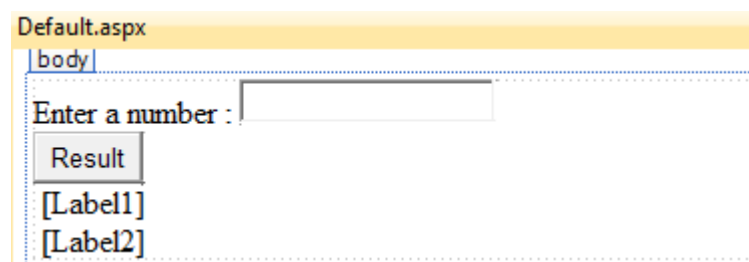 Default.aspx
body
Enter a number :
Result
[Label1]
[Label2]